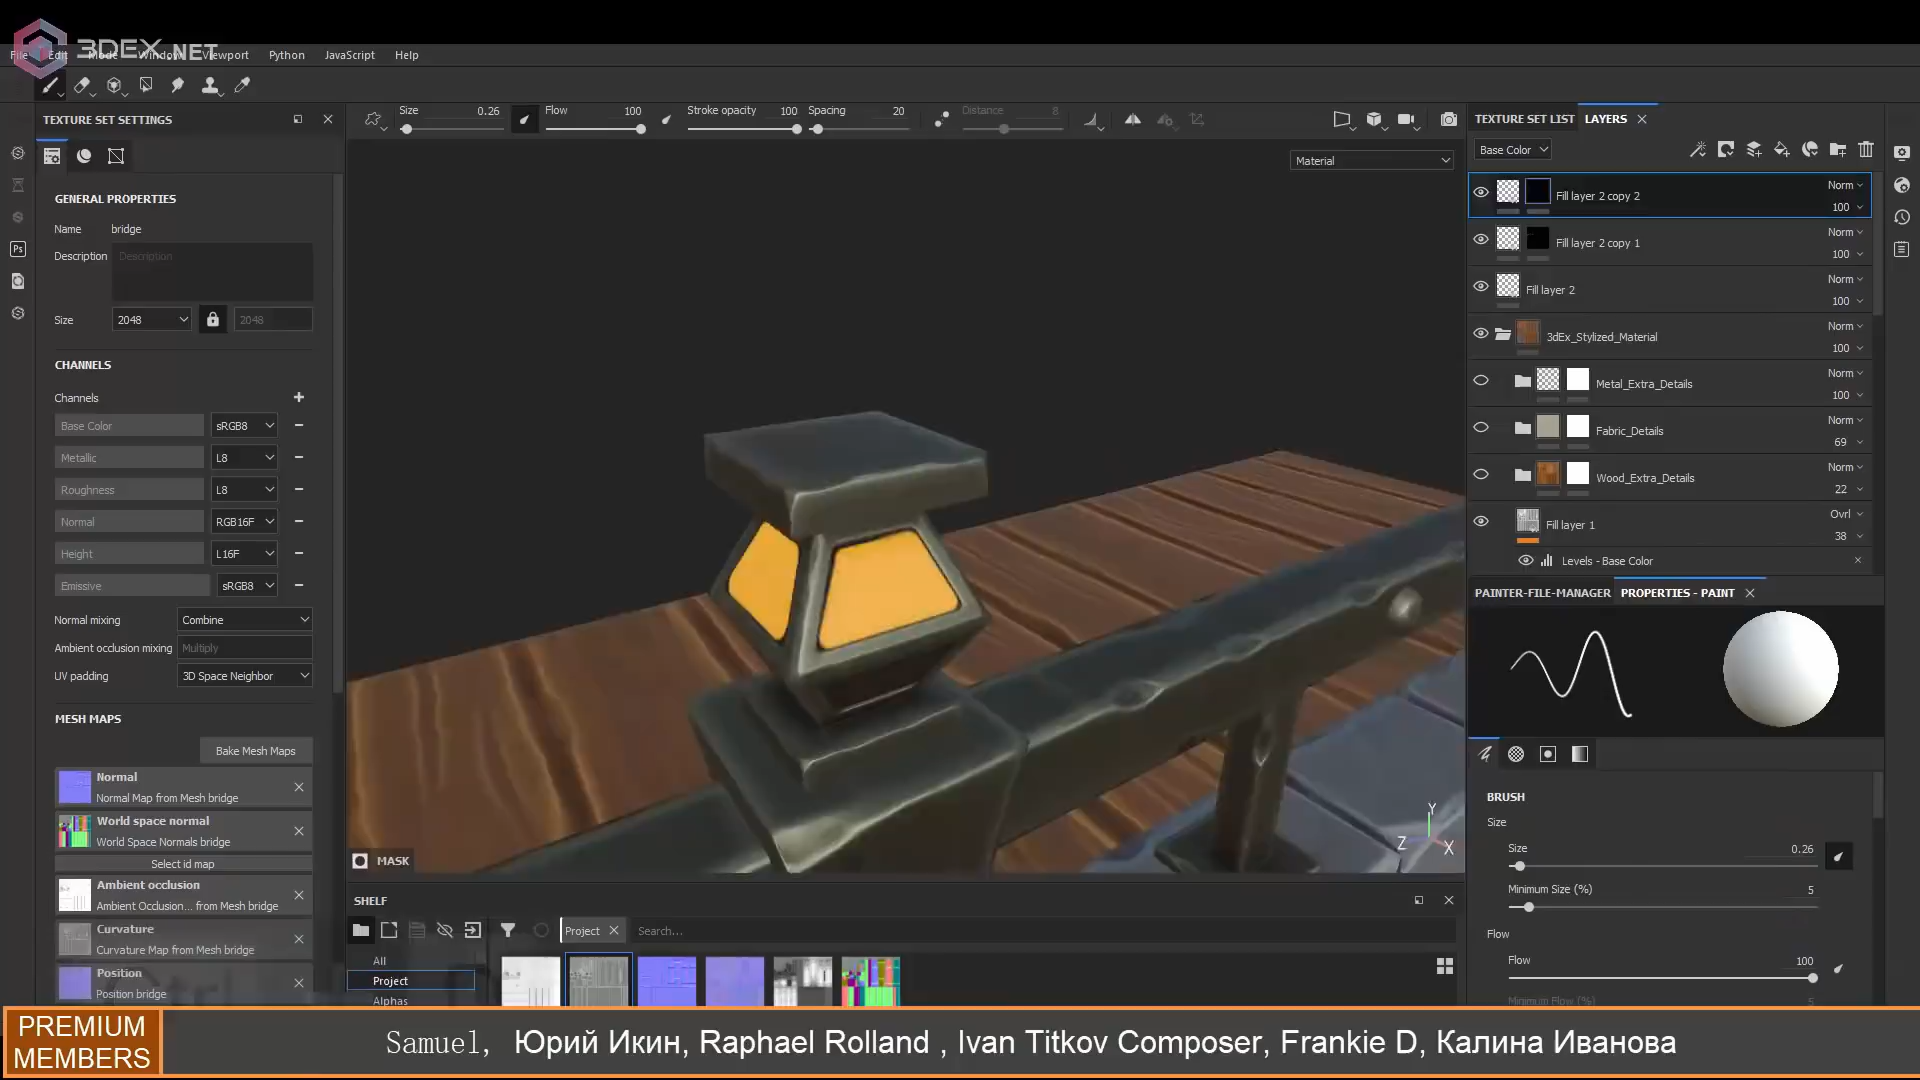 3DEX.NET
File Edit Mode Window Viewport Python JavaScript Help
TEXTURE SET SETTINGS
Size 0.26 Flow 100 Stroke opacity 100 Spacing 20 Distance 8
TEXTURE SET LIST LAYERS
Base Color
Material
GENERAL PROPERTIES
Name bridge
Description Description
Size 2048 2048
CHANNELS
Channels
Base Color sRGB8
Metallic L8
Roughness L8
Normal RGB16F
Height L16F
Emissive sRGB8
Normal mixing Combine
Ambient occlusion mixing Multiply
UV padding 3D Space Neighbor
MESH MAPS
Bake Mesh Maps
Normal
Normal Map from Mesh bridge
World space normal
World Space Normals bridge
Select id map
Ambient occlusion
Ambient Occlusion... from Mesh bridge
Curvature
Curvature Map from Mesh bridge
Position
Position bridge
Ps
Y
Z
X
MASK
SHELF
Project
Search...
All
Project
Alphas
Fill layer 2 copy 2 Norm 100
Fill layer 2 copy 1 Norm 100
Fill layer 2 Norm 100
3dEx_Stylized_Material Norm 100
Metal_Extra_Details Norm 100
Fabric_Details Norm 69
Wood_Extra_Details Norm 22
Fill layer 1 Ovrl 38
Levels - Base Color
PAINTER-FILE-MANAGER PROPERTIES - PAINT
BRUSH
Size
Size 0.26
Minimum Size (%) 5
Flow
Flow 100
Minimum Flow (%) 5
PREMIUM
MEMBERS
Samuel, Юрий Икин, Raphael Rolland , Ivan Titkov Composer, Frankie D, Калина Иванова